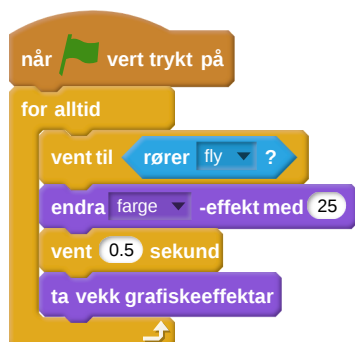 når vert trykt på
for alltid
vent til rører fly ?
endra farge -effekt med 25
vent 0.5 sekund
ta vekk grafiskeeffektar